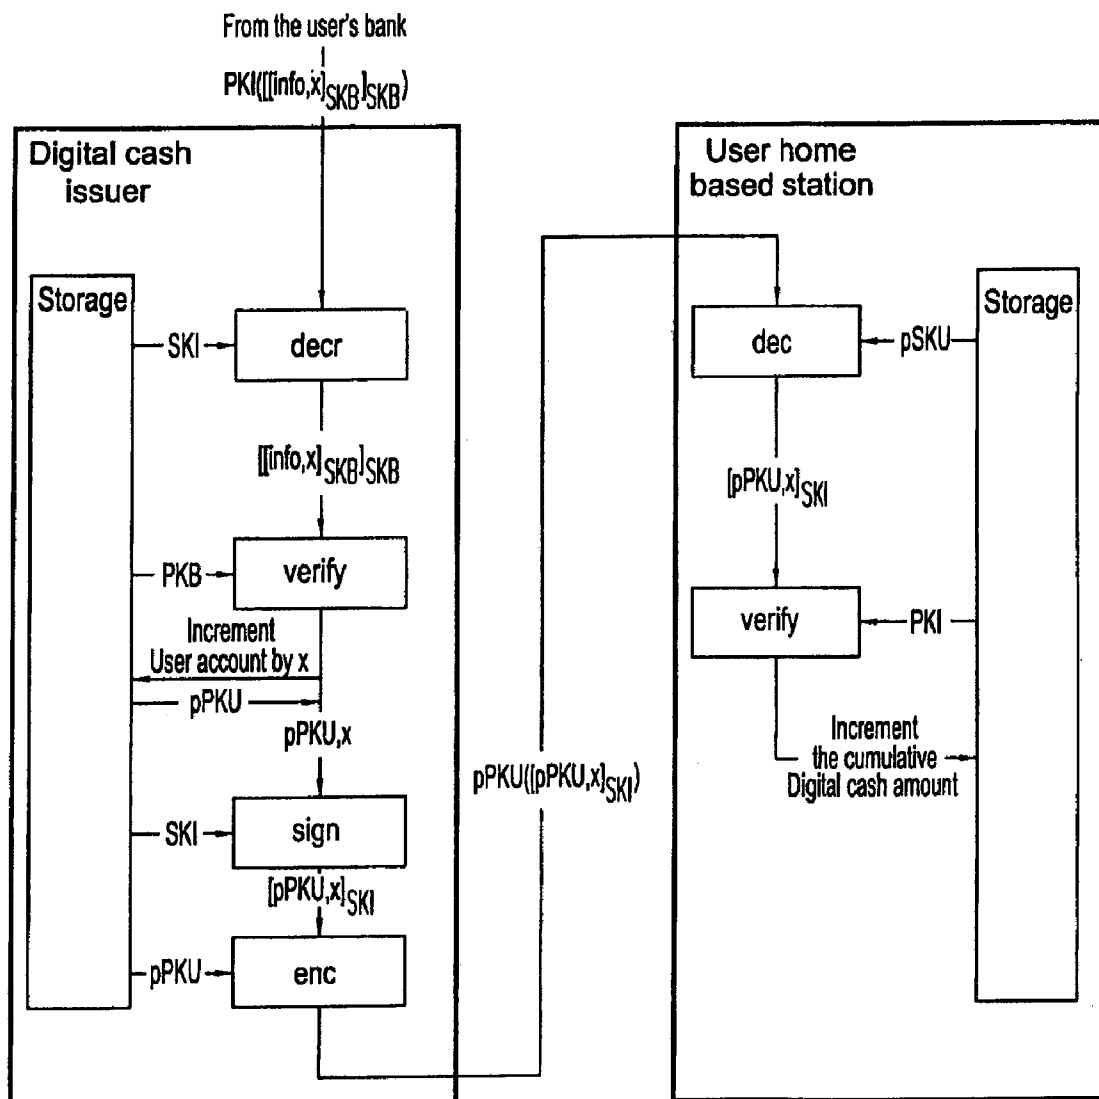 From the user's bank
PKI([[info,x]SKB]SKB)
Digital cash
issuer
Storage
SKI
decr
[[info,x]SKB]SKB
PKB
verify
Increment
User account by x
pPKU
pPKU,x
SKI
sign
[pPKU,x]SKI
pPKU
enc
pPKU([pPKU,x]SKI)
User home
based station
Storage
dec
pSKU
[pPKU,x]SKI
verify
PKI
Increment
the cumulative
Digital cash amount